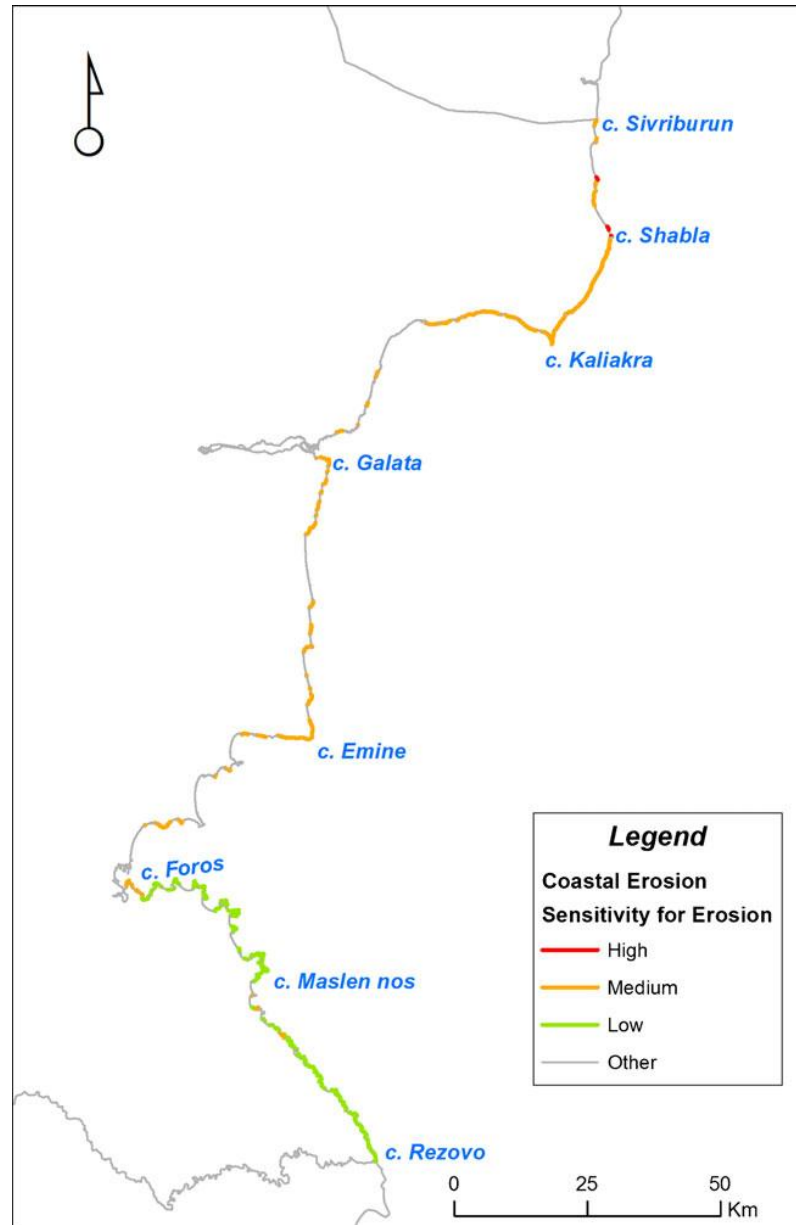 c. Sivriburun
c. Shabla
c. Kaliakra
c. Galata
c. Emine
c. Foros
c. Maslen nos
c. Rezovo
Legend
Coastal Erosion
Sensitivity for Erosion
High
Medium
Low
Other
0 25 50
Km